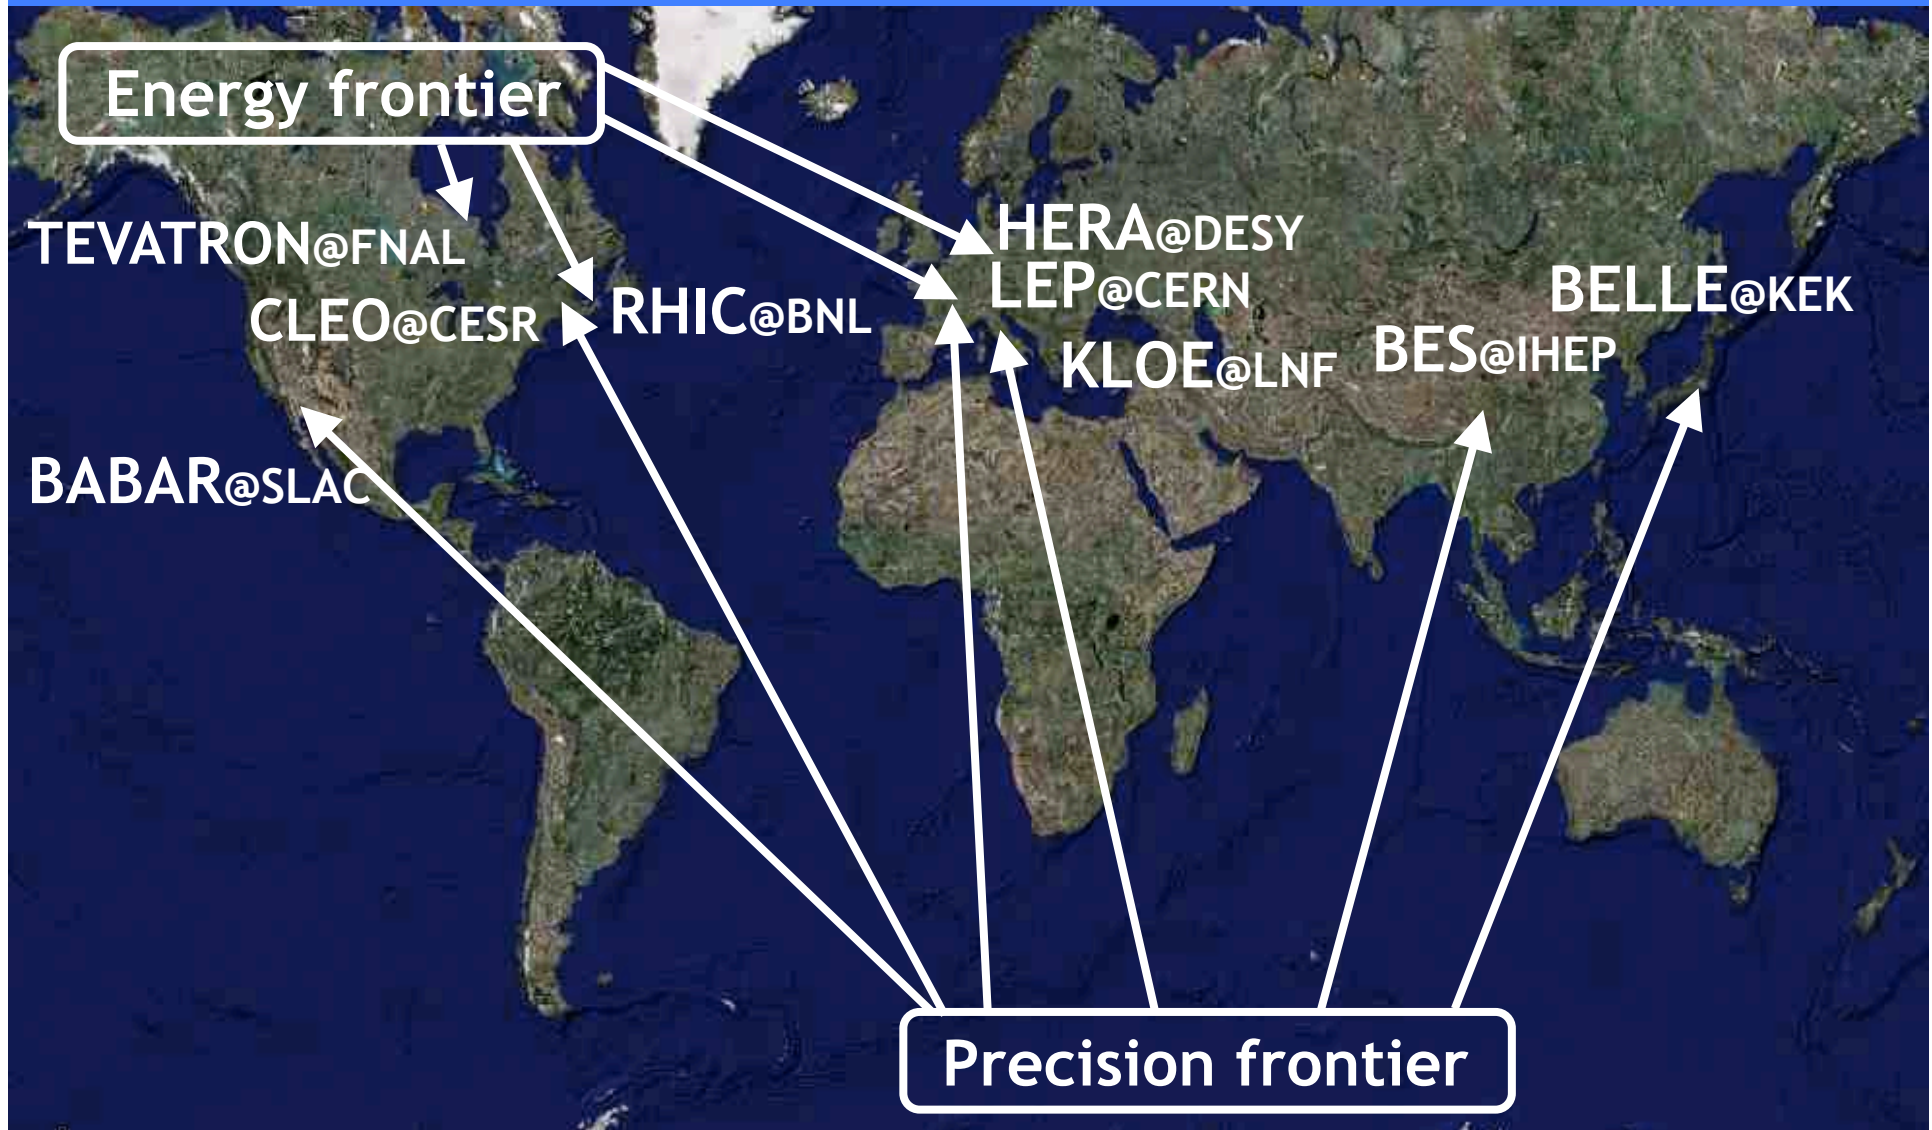 Energy frontier
TEVATRON@FNAL
HERA@DESY
LEP@CERN
BELLE@KEK
CLEO@CESR
RHIC@BNL
KLOE@LNF
BES@IHEP
BABAR@SLAC
Precision frontier